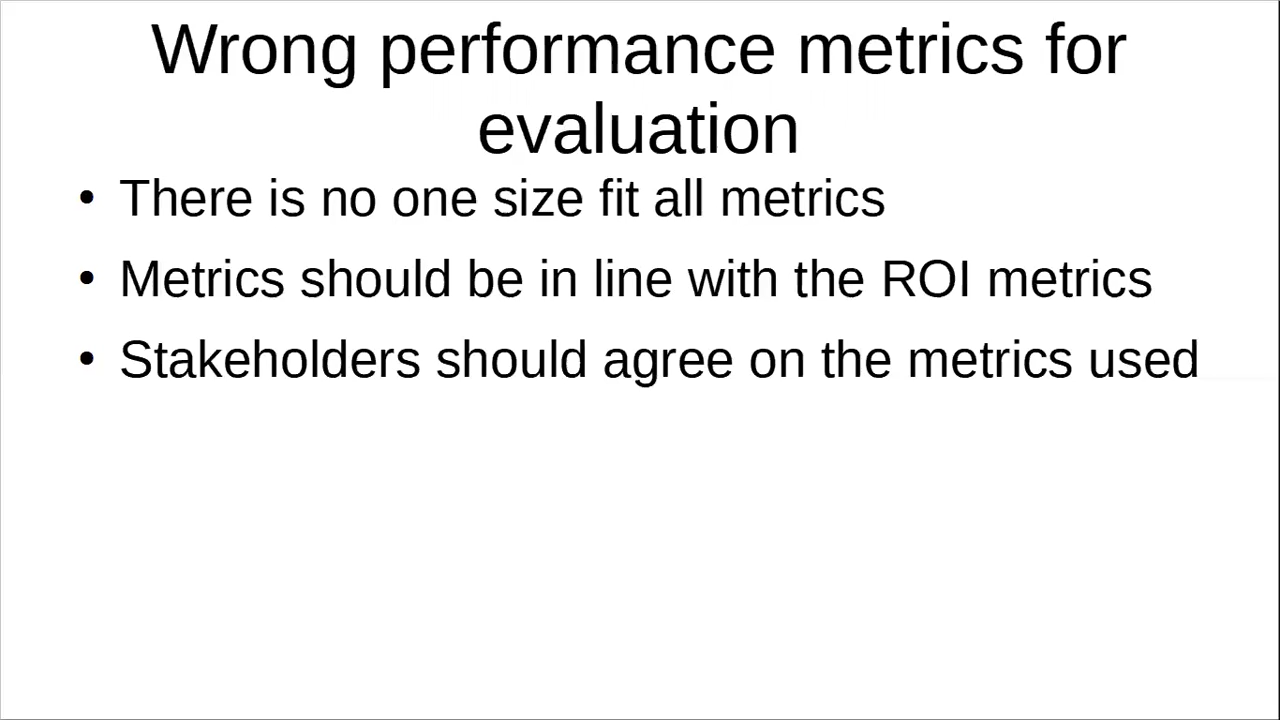 Wrong performance metrics for
evaluation
• There is no one size fit all metrics
• Metrics should be in line with the ROI metrics
• Stakeholders should agree on the metrics used